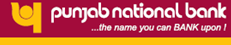 punjab national bank
...the name you can BANK upon !